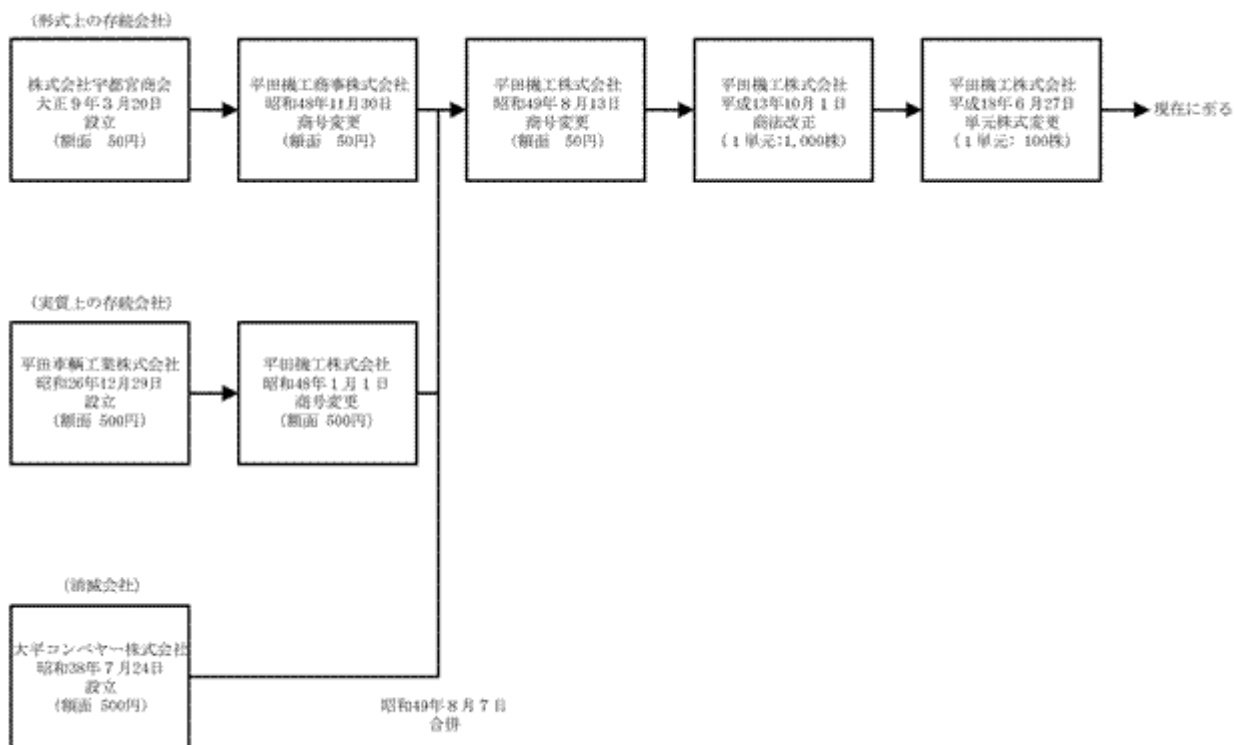 (形式上の存続会社)
株式会社宇都宮商会
大正9年3月20日
設立
(額面 50円)
平田機工商事株式会社
昭和48年11月30日
商号変更
(額面 50円)
平田機工株式会社
昭和49年8月13日
商号変更
(額面 50円)
平田機工株式会社
平成13年10月1日
商法改正
(1単元:1,000株)
平田機工株式会社
平成18年6月27日
単元株式変更
(1単元: 100株)
現在に至る
(実質上の存続会社)
平田車輌工業株式会社
昭和26年12月29日
設立
(額面 500円)
平田機工株式会社
昭和48年1月1日
商号変更
(額面 500円)
(消滅会社)
大平コンベヤー株式会社
昭和38年7月24日
設立
(額面 500円)
昭和49年8月7日
合併